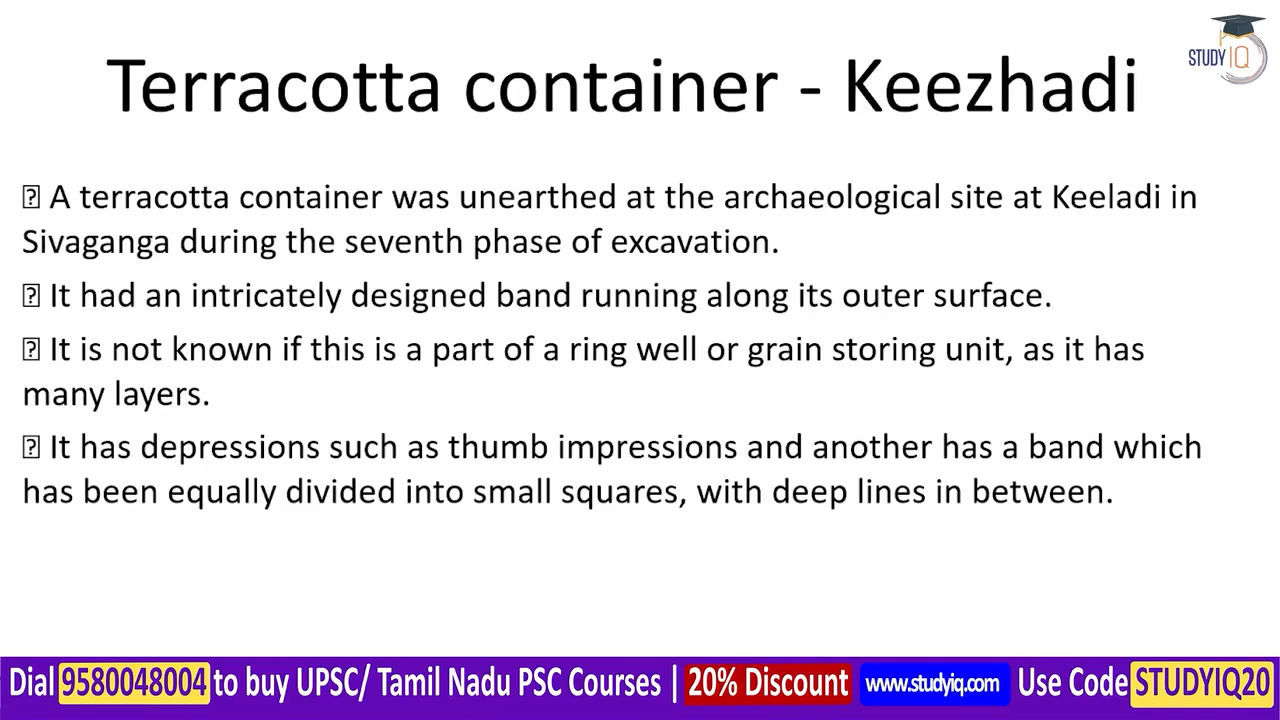 STUDY IQ
Terracotta container - Keezhadi
⍰ A terracotta container was unearthed at the archaeological site at Keeladi in
Sivaganga during the seventh phase of excavation.
⍰ It had an intricately designed band running along its outer surface.
⍰ It is not known if this is a part of a ring well or grain storing unit, as it has
many layers.
⍰ It has depressions such as thumb impressions and another has a band which
has been equally divided into small squares, with deep lines in between.
Dial 9580048004 to buy UPSC/ Tamil Nadu PSC Courses | 20% Discount www.studyiq.com Use Code STUDYIQ20